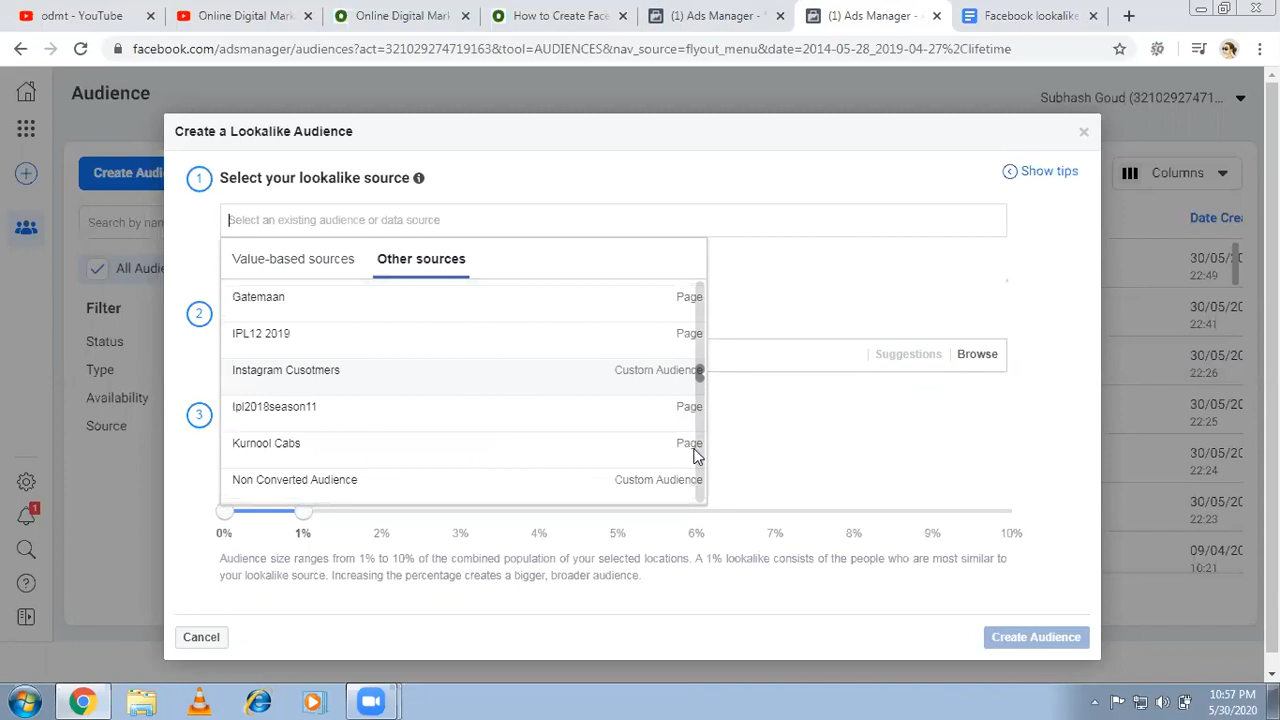 odmt - YouTube
Online Digital Mark
Online Digital Mark
How to Create Face
(1) Ads Manager -
(1) Ads Manager -
Facebook lookalike
facebook.com/adsmanager/audiences?act=321029274719163&tool=AUDIENCES&nav_source=flyout_menu&date=2014-05-28_2019-04-27%2Clifetime
Audience
Subhash Goud (32102927471...
Create a Lookalike Audience
Create Audi
1
Select your lookalike source
Show tips
Columns
Search by nam
Select an existing audience or data source
Date Crea
Value-based sources
Other sources
All Audie
30/05/20
22:49
Filter
Gatemaan
Page
2
30/05/20
22:41
Status
IPL12 2019
Page
Suggestions
Browse
Type
Instagram Cusotmers
Custom Audience
30/05/20
22:25
Availability
Ipl2018season11
Page
3
Source
Kurnool Cabs
Page
30/05/20
22:24
Non Converted Audience
Custom Audience
30/05/20
22:23
1
0%
1%
2%
3%
4%
5%
6%
7%
8%
9%
10%
09/04/20
10:21
Audience size ranges from 1% to 10% of the combined population of your selected locations. A 1% lookalike consists of the people who are most similar to
your lookalike source. Increasing the percentage creates a bigger, broader audience.
Cancel
Create Audience
10:57 PM
5/30/2020